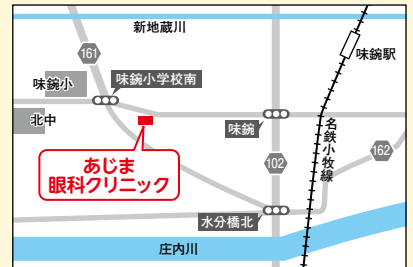 新地蔵川
161
味鋺駅
味鋺小学校南
味鋺小
北中
味鋺
名鉄小牧線
あじま
眼科クリニック
102
162
水分橋北
庄内川